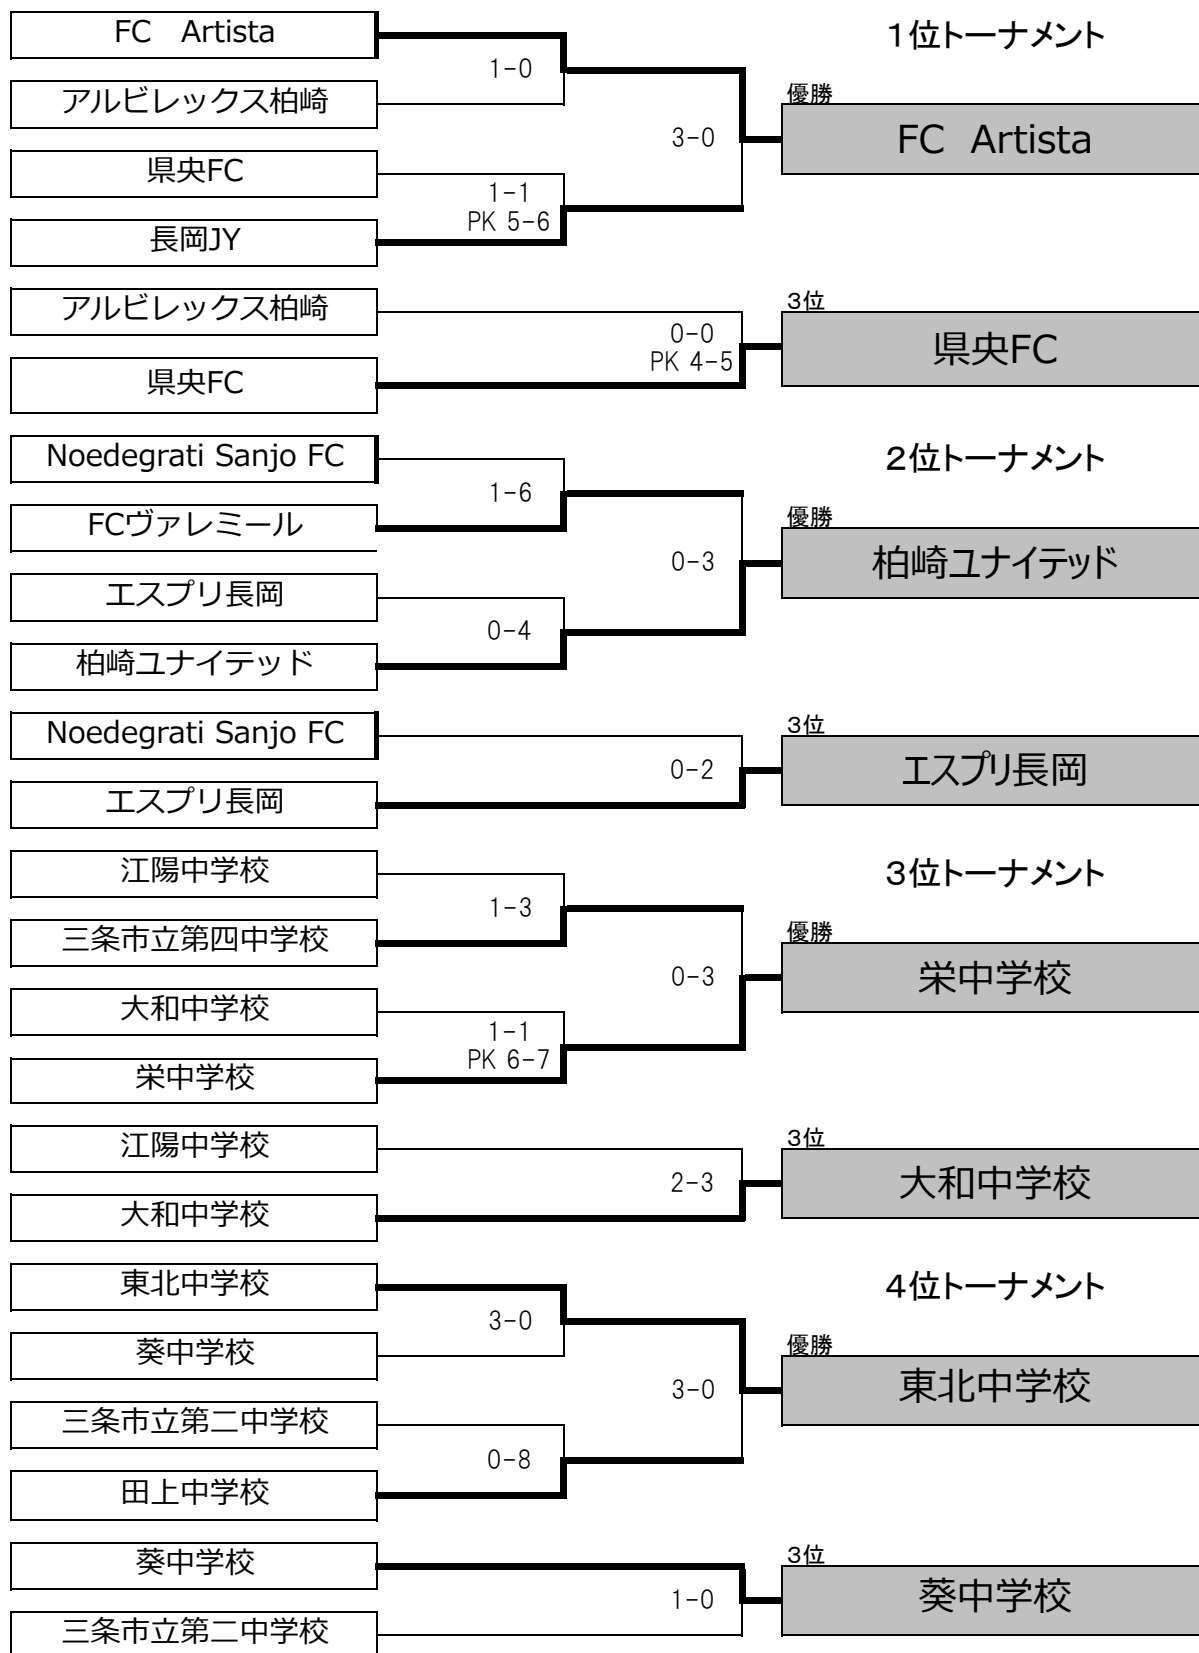 FC　Artista
１位トーナメント
1-0
アルビレックス柏崎
優勝
FC　Artista
3-0
県央FC
1-1
PK 5-6
長岡JY
アルビレックス柏崎
3位
0-0
PK 4-5
県央FC
県央FC
Noedegrati Sanjo FC
２位トーナメント
1-6
FCヴァレミール
優勝
柏崎ユナイテッド
0-3
エスプリ長岡
0-4
柏崎ユナイテッド
Noedegrati Sanjo FC
3位
0-2
エスプリ長岡
エスプリ長岡
江陽中学校
３位トーナメント
1-3
三条市立第四中学校
優勝
栄中学校
0-3
大和中学校
1-1
PK 6-7
栄中学校
江陽中学校
3位
2-3
大和中学校
大和中学校
東北中学校
４位トーナメント
3-0
葵中学校
優勝
東北中学校
3-0
三条市立第二中学校
0-8
田上中学校
葵中学校
3位
1-0
葵中学校
三条市立第二中学校